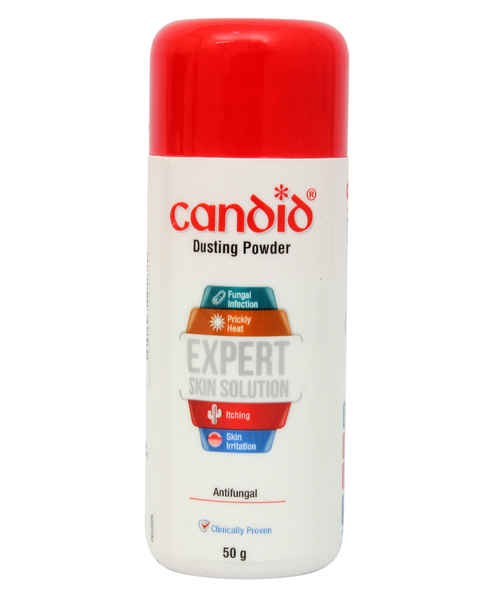 candid®
Dusting Powder
Fungal
Infection
Prickly
Heat
EXPERT
SKIN SOLUTION
Itching
Skin
Irritation
Antifungal
Clinically Proven
50 g